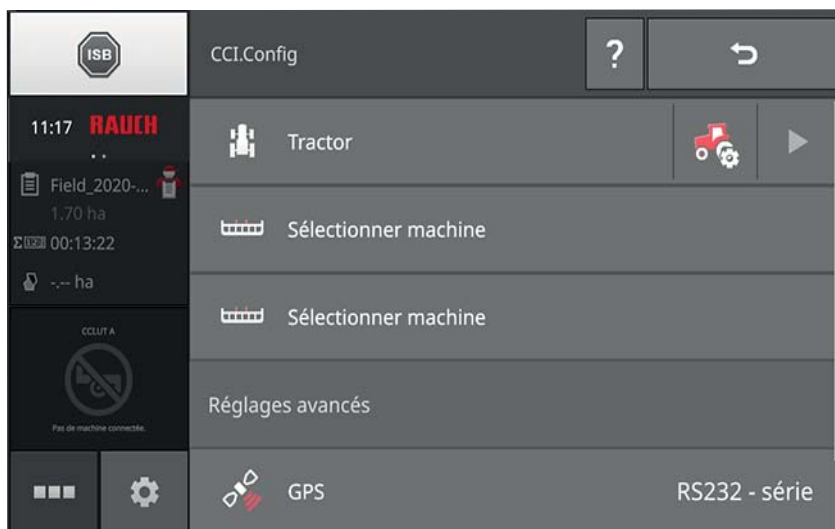 ISB
CCI.Config
?
11:17 RAUCH
Tractor
Field_2020-...
1.70 ha
Σ 123 00:13:22
-.-- ha
Sélectionner machine
Sélectionner machine
CCI.UT A
Pas de machine connectée.
Réglages avancés
GPS
RS232 - série